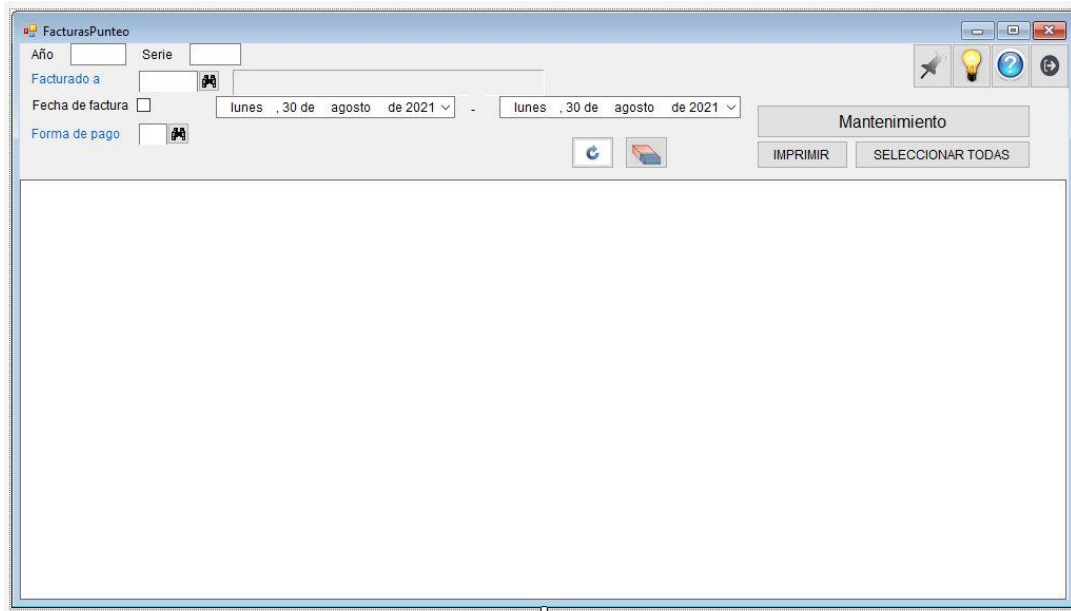 FacturasPunteo
Año Serie
Facturado a
Fecha de factura lunes , 30 de agosto de 2021 - lunes , 30 de agosto de 2021
Mantenimiento
Forma de pago
IMPRIMIR SELECCIONAR TODAS